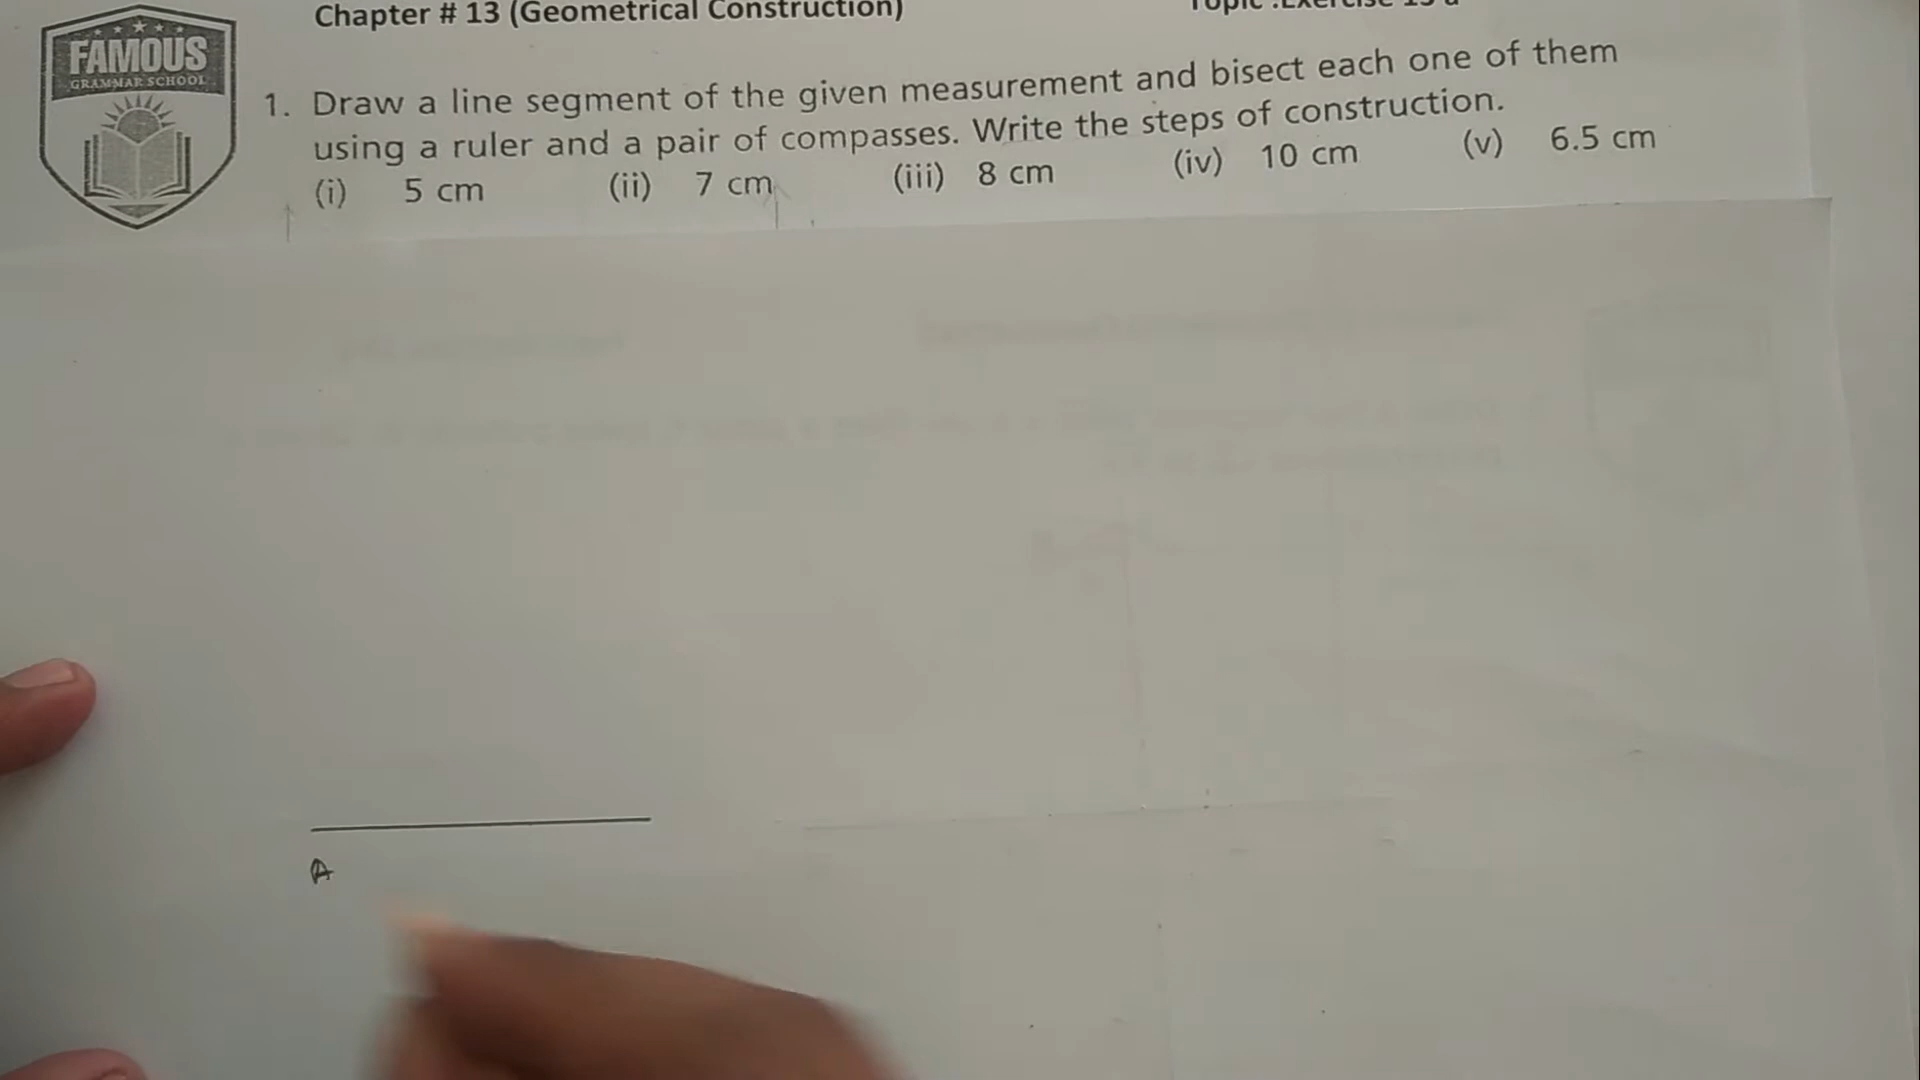 Chapter # 13 (Geometrical Construction)
FAMOUS
GRAMMAR SCHOOL
1. Draw a line segment of the given measurement and bisect each one of them
using a ruler and a pair of compasses. Write the steps of construction.
(i) 5 cm (ii) 7 cm (iii) 8 cm (iv) 10 cm (v) 6.5 cm
A